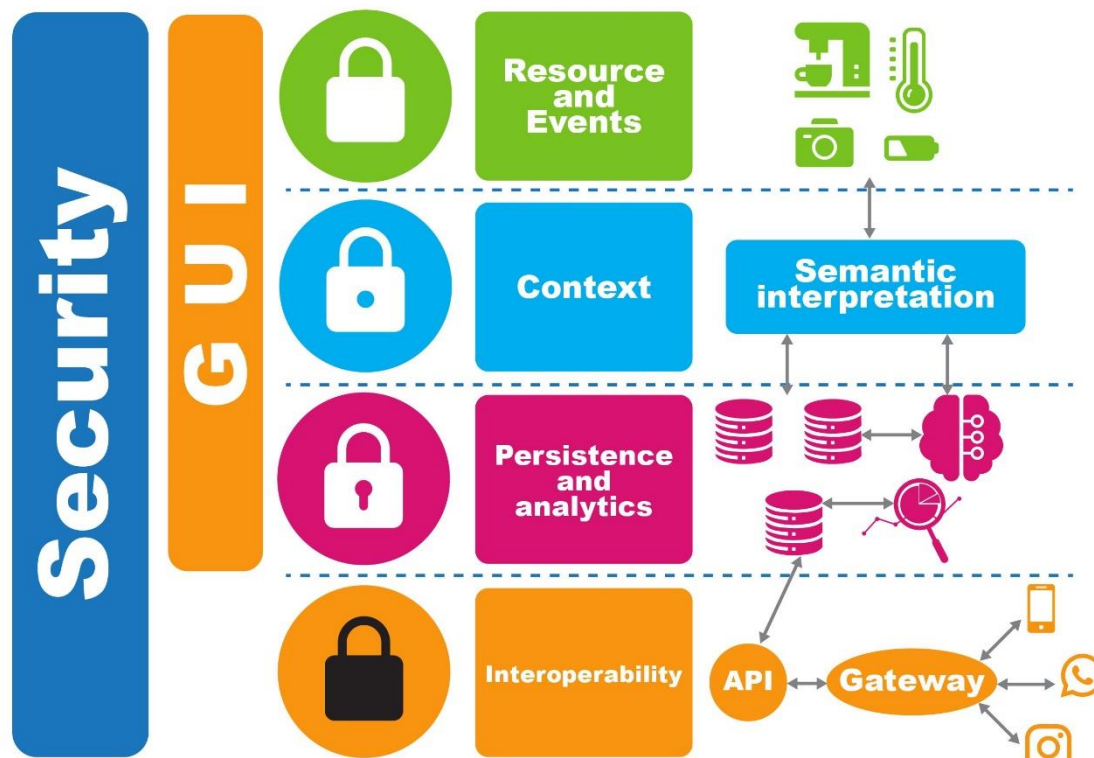 Security
GUI
Resource
and
Events
Context
Semantic
interpretation
Persistence
and
analytics
Interoperability
API
Gateway